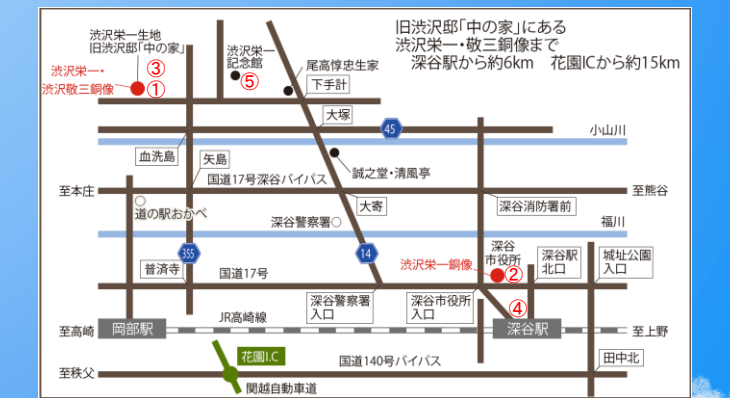 旧渋沢邸「中の家」にある
渋沢栄一・敬三銅像まで
深谷駅から約6km 花園ICから約15km
渋沢栄一生地
旧渋沢邸「中の家」
③
渋沢栄一・
渋沢敬三銅像
①
渋沢栄一
記念館
⑤
尾高惇忠生家
下手計
大塚
45
小山川
血洗島
矢島
誠之堂・清風亭
国道17号深谷バイパス
至本庄
至熊谷
道の駅おかべ
大寄
深谷消防署前
深谷警察署
福川
355
14
普済寺
国道17号
渋沢栄一銅像
深谷
市役所
②
深谷駅
北口
城址公園
入口
深谷警察署
入口
深谷市役所
入口
④
JR高崎線
至高崎
岡部駅
深谷駅
至上野
花園I.C
国道140号バイパス
田中北
至秩父
関越自動車道